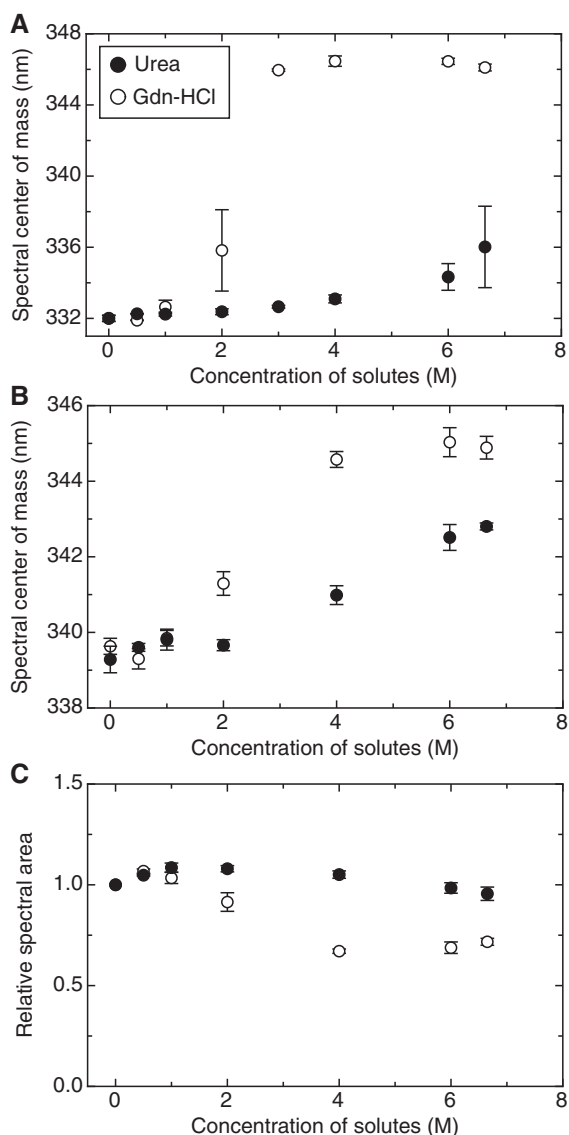 A
348
344
340
336
332
Spectral center of mass (nm)
Urea
Gdn-HCl
0 2 4 6 8
Concentration of solutes (M)
B
346
344
342
340
338
Spectral center of mass (nm)
0 2 4 6 8
Concentration of solutes (M)
C
1.5
1.0
0.5
0.0
Relative spectral area
0 2 4 6 8
Concentration of solutes (M)